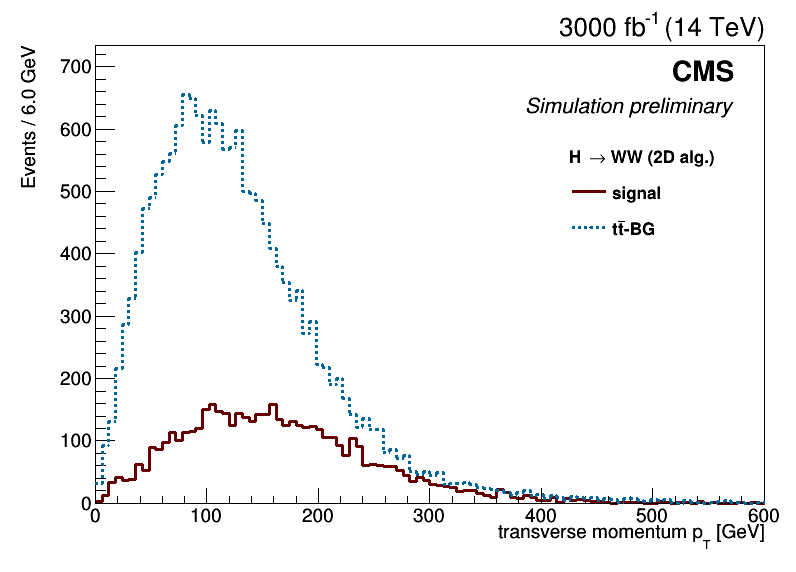 3000 fb-1 (14 TeV)
CMS
Simulation preliminary
H → WW (2D alg.)
signal
tt̄-BG
Events / 6.0 GeV
700
600
500
400
300
200
100
0
0 100 200 300 400 500 600
transverse momentum pT [GeV]